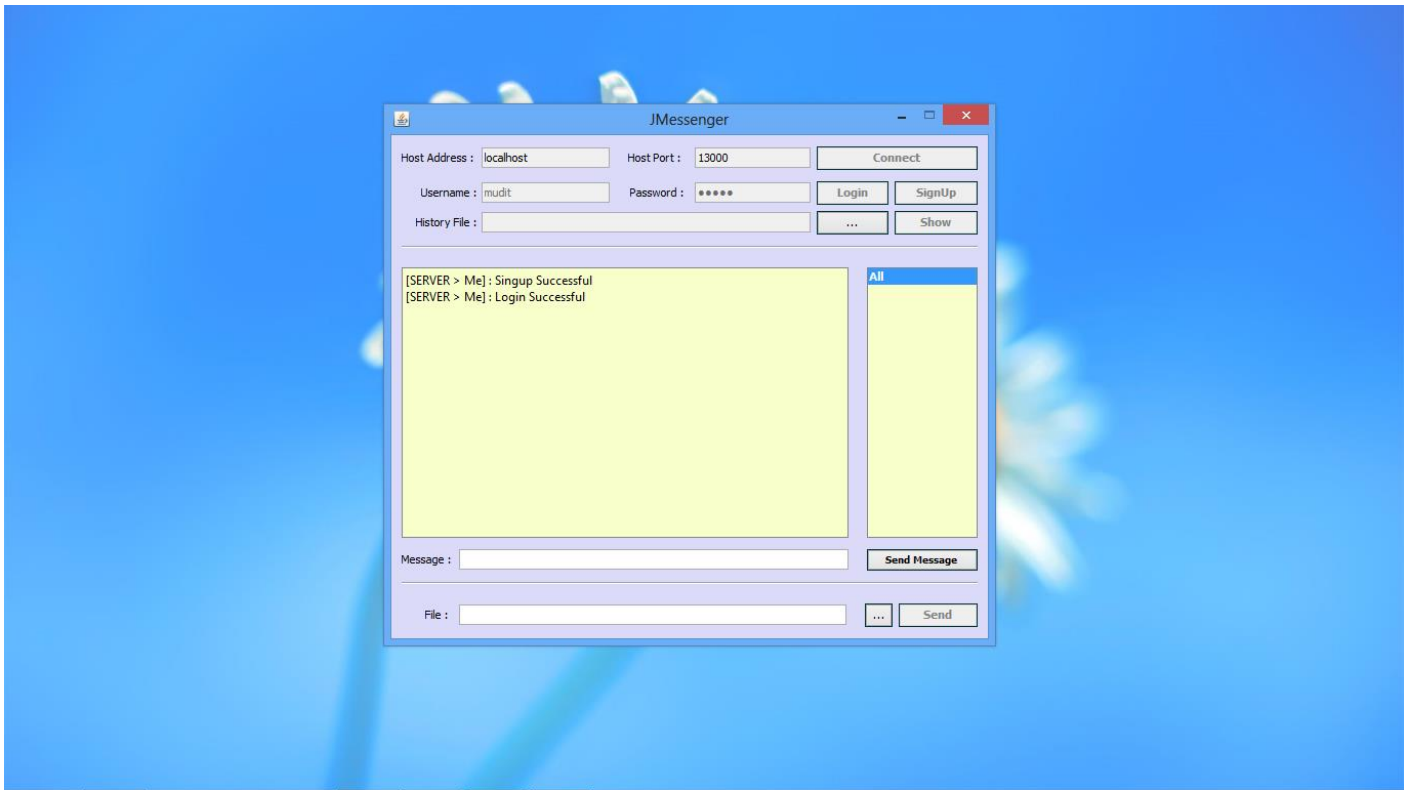 JMessenger
Host Address : localhost Host Port : 13000 Connect
Username : mudit Password : ●●●●● Login SignUp
History File : ... Show
[SERVER > Me] : Singup Successful All
[SERVER > Me] : Login Successful
Message : Send Message
File : ... Send